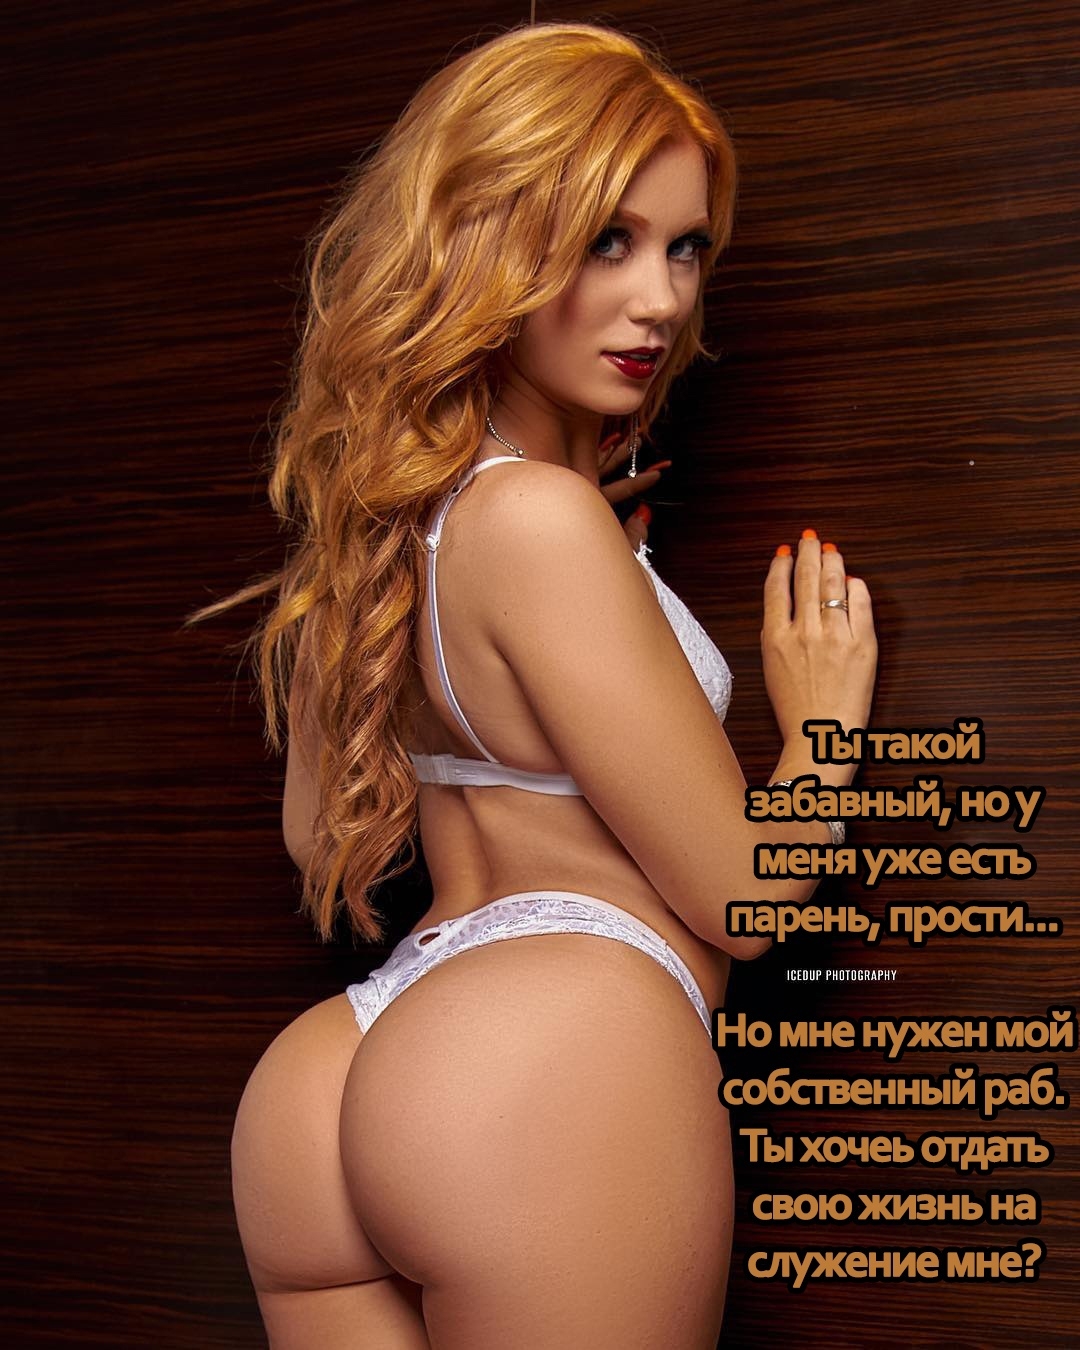 Ты такой
забавный, но у
меня уже есть
парень, прости...
ICEDUP PHOTOGRAPHY
Но мне нужен мой
собственный раб.
Ты хочеь отдать
свою жизнь на
служение мне?